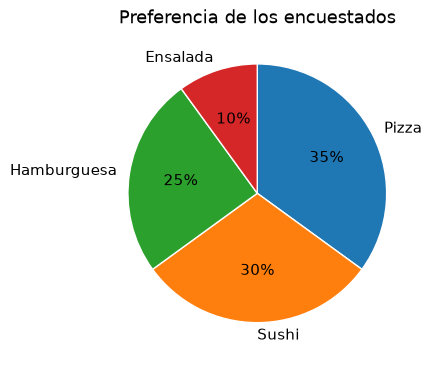 Preferencia de los encuestados
Ensalada
10%
Pizza
35%
Hamburguesa
25%
30%
Sushi